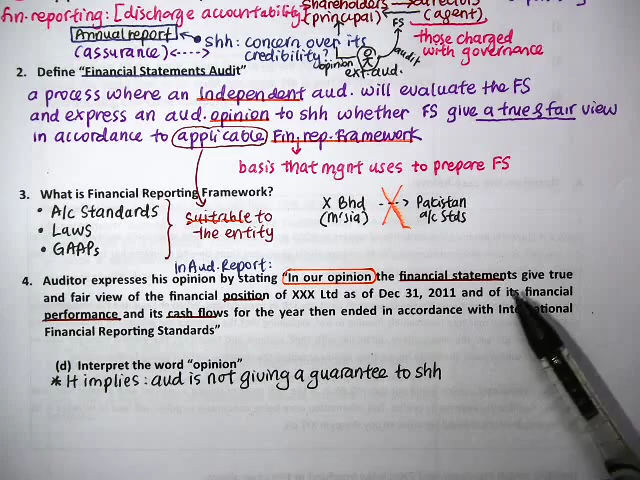 fin. reporting: [discharge accountability]
shareholders directors
(principal) (agent)
FS
Annual report
shh: concern over its
those charged
(assurance) <----> credibility?
with governance
opinion
audit
ext. aud.
2. Define "Financial Statements Audit"
a process where an independent aud. will evaluate the FS
and express an aud. opinion to shh whether FS give a true & fair view
in accordance to applicable Fin. rep. Framework
basis that mgnt uses to prepare FS
3. What is Financial Reporting Framework?
• A/c Standards
• Laws
• GAAPs
suitable to
the entity
X Bhd ---> Pakistan
(m'sia) a/c Stds
In Aud. Report:
4. Auditor expresses his opinion by stating "In our opinion the financial statements give true
and fair view of the financial position of XXX Ltd as of Dec 31, 2011 and of its financial
performance and its cash flows for the year then ended in accordance with International
Financial Reporting Standards"
(d) Interpret the word "opinion"
* It implies: aud is not giving a guarantee to shh